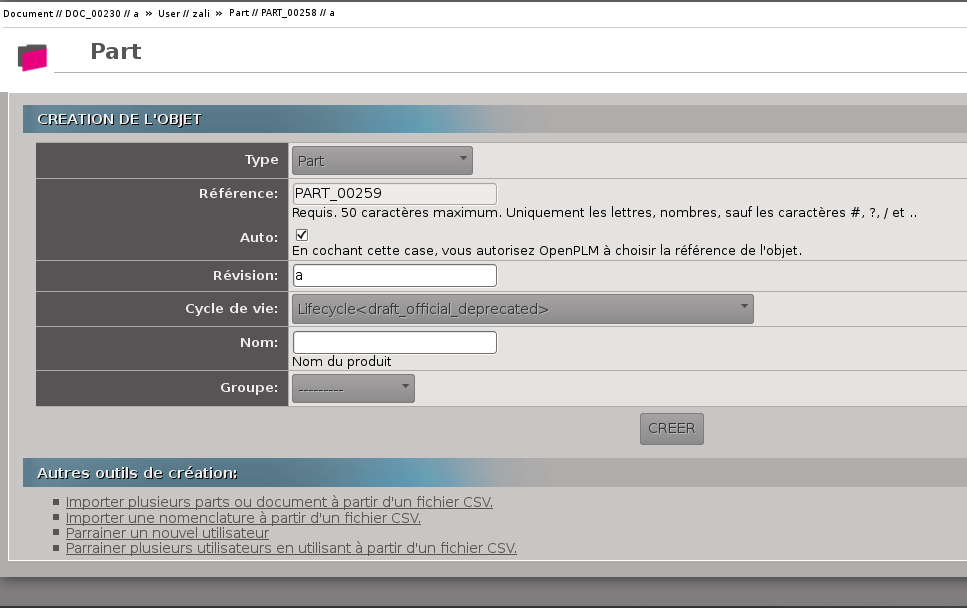 Document // DOC_00230 // a » User // zali » Part // PART_00258 // a
Part
CREATION DE L'OBJET
Type Part
Référence: PART_00259
Requis. 50 caractères maximum. Uniquement les lettres, nombres, sauf les caractères #, ?, / et ..
Auto:
En cochant cette case, vous autorisez OpenPLM à choisir la référence de l'objet.
Révision: a
Cycle de vie: Lifecycle<draft_official_deprecated>
Nom:
Nom du produit
Groupe: ---------
CREER
Autres outils de création:
Importer plusieurs parts ou document à partir d'un fichier CSV.
Importer une nomenclature à partir d'un fichier CSV.
Parrainer un nouvel utilisateur
Parrainer plusieurs utilisateurs en utilisant à partir d'un fichier CSV.